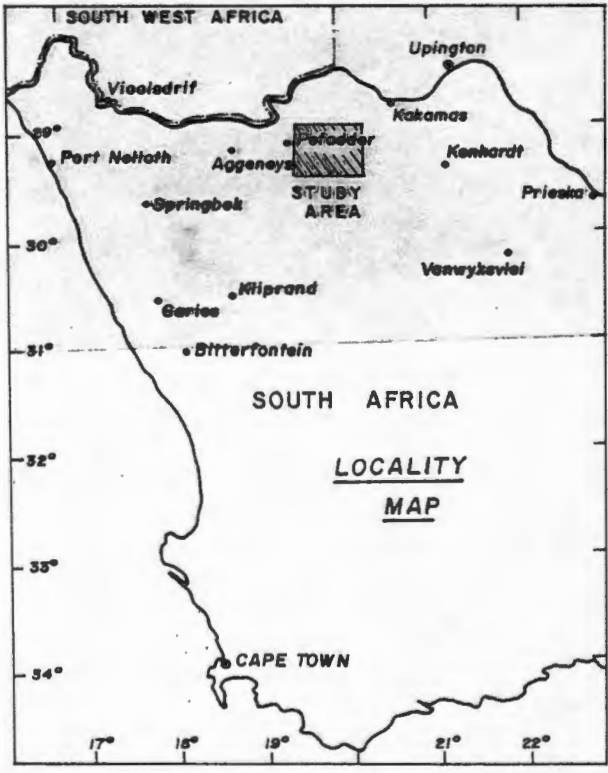 SOUTH WEST AFRICA
Upington
Vioolsdrif
Kakamas
29°
Pofadder
Port Nolloth
Aggeneys
Kenhardt
STUDY
AREA
Prieska
Springbok
30°
Vanwyksvlei
Kliprand
Garies
31°
Bitterfontein
SOUTH AFRICA
LOCALITY
MAP
32°
33°
34°
CAPE TOWN
17° 18° 19° 20° 21° 22°